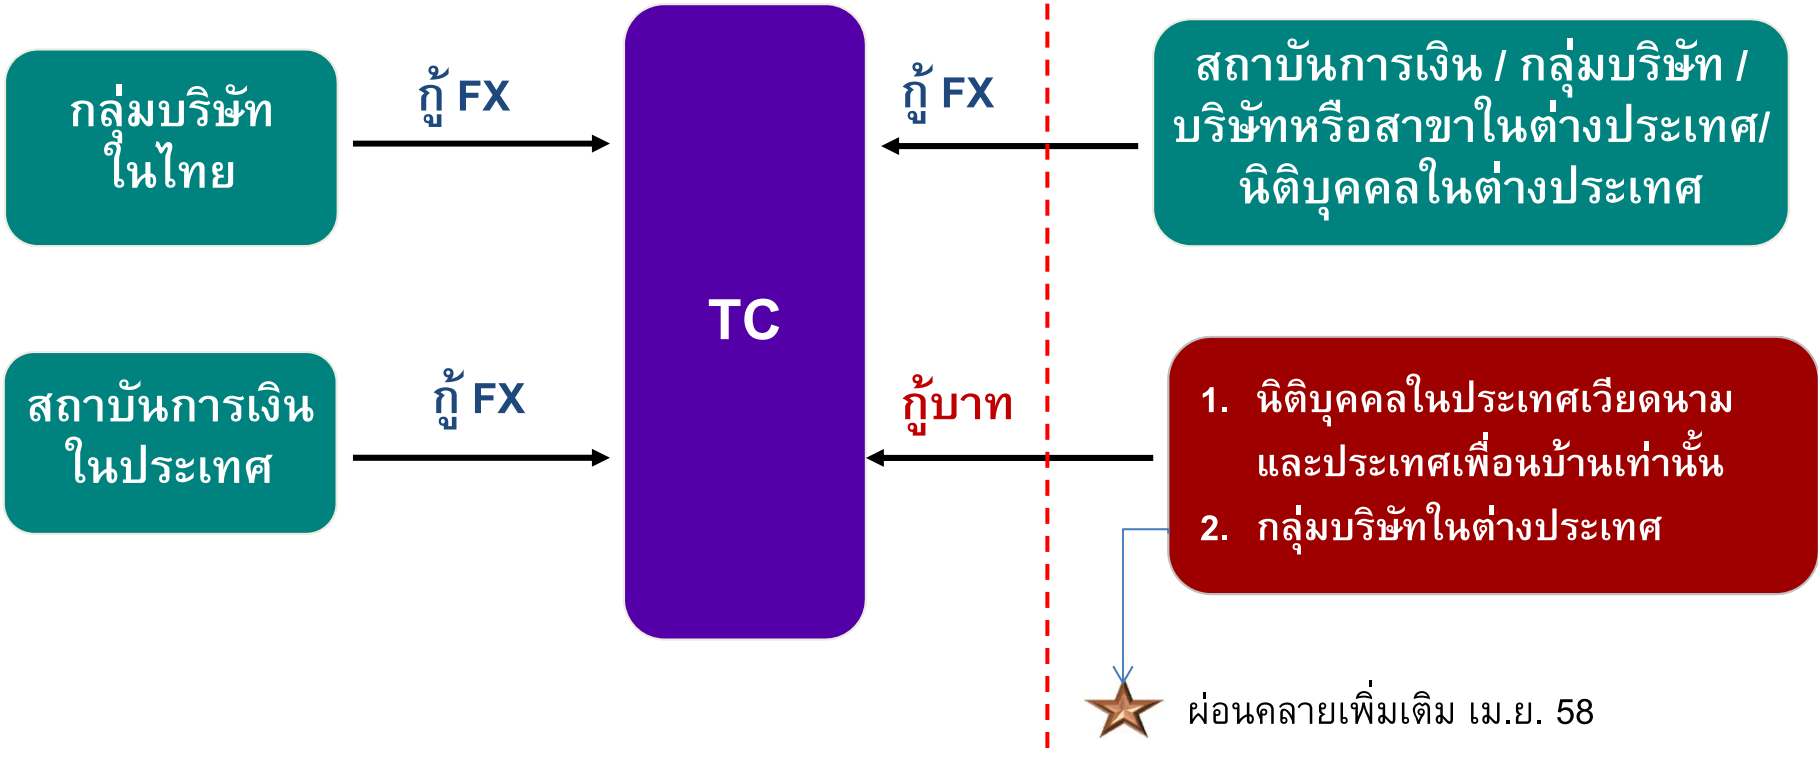 กลุ่มบริษัท
ในไทย
กู้ FX
สถาบันการเงิน
ในประเทศ
กู้ FX
TC
กู้ FX
สถาบันการเงิน / กลุ่มบริษัท /
บริษัทหรือสาขาในต่างประเทศ/
นิติบุคคลในต่างประเทศ
กู้บาท
1. นิติบุคคลในประเทศเวียดนาม
และประเทศเพื่อนบ้านเท่านั้น
2. กลุ่มบริษัทในต่างประเทศ
ผ่อนคลายเพิ่มเติม เม.ย. 58